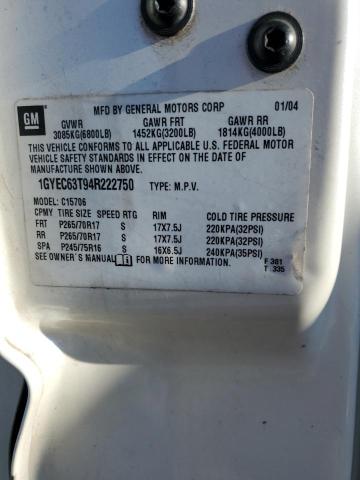 GM
MFD BY GENERAL MOTORS CORP 01/04
GVWR GAWR FRT GAWR RR
3085KG(6800LB) 1452KG(3200LB) 1814KG(4000LB)
THIS VEHICLE CONFORMS TO ALL APPLICABLE U.S. FEDERAL MOTOR
VEHICLE SAFETY STANDARDS IN EFFECT ON THE DATE OF
MANUFACTURE SHOWN ABOVE.
1GYEC63T94R222750 TYPE: M.P.V.
MODEL: C15706
CPMY TIRE SIZE SPEED RTG RIM COLD TIRE PRESSURE
FRT P265/70R17 S 17X7.5J 220KPA(32PSI)
RR P265/70R17 S 17X7.5J 220KPA(32PSI)
SPA P245/75R16 S 16X6.5J 240KPA(35PSI)
SEE OWNER'S MANUAL i FOR MORE INFORMATION. F 381
T 335